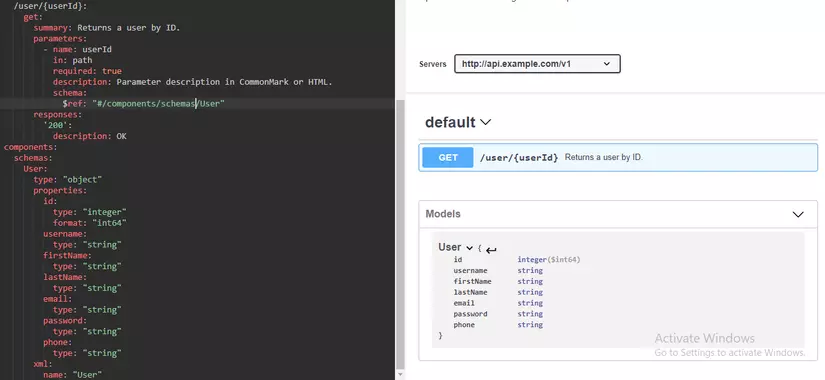 /user/{userId}:
get:
summary: Returns a user by ID.
parameters:
- name: userId
in: path
required: true
description: Parameter description in CommonMark or HTML.
schema:
$ref: "#/components/schemas/User"
responses:
'200':
description: OK
components:
schemas:
User:
type: "object"
properties:
id:
type: "integer"
format: "int64"
username:
type: "string"
firstName:
type: "string"
lastName:
type: "string"
email:
type: "string"
password:
type: "string"
phone:
type: "string"
xml:
name: "User"
Servers
http://api.example.com/v1
default
GET /user/{userId} Returns a user by ID.
Models
User {
id integer($int64)
username string
firstName string
lastName string
email string
password string
phone string
}
Activate Windows
Go to Settings to activate Windows.